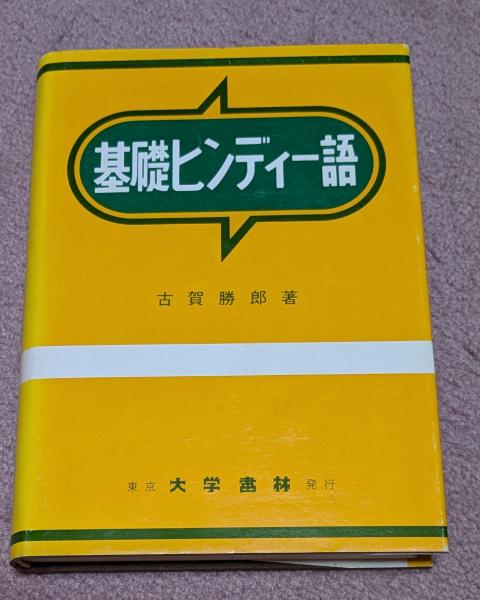 基礎ヒンディー語
古賀勝郎著
東京 大学書林 発行